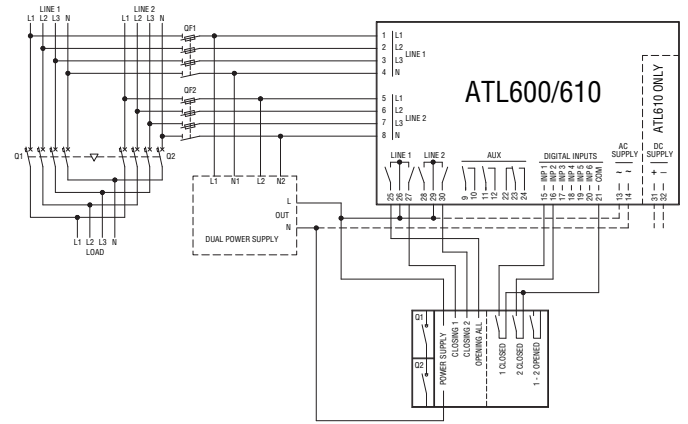 LINE 1
L1 L2 L3 N
LINE 2
L1 L2 L3 N
QF1
QF2
Q1
Q2
L1 L2 L3 N
LOAD
1 L1
2 L2
3 L3
4 N
LINE 1
5 L1
6 L2
7 L3
8 N
LINE 2
ATL600/610
ATL610 ONLY
LINE 1
LINE 2
AUX
DIGITAL INPUTS
AC
SUPPLY
DC
SUPPLY
INP 1
INP 2
INP 3
INP 4
INP 5
INP 6
COM
~ ~
+ −
25
26
27
28
29
30
9
10
11
12
22
23
24
15
16
17
18
19
20
21
13
14
31
32
L1 N1 L2 N2
L
OUT
N
DUAL POWER SUPPLY
Q1
Q2
POWER SUPPLY
CLOSING 1
CLOSING 2
OPENING ALL
1 CLOSED
2 CLOSED
1 - 2 OPENED